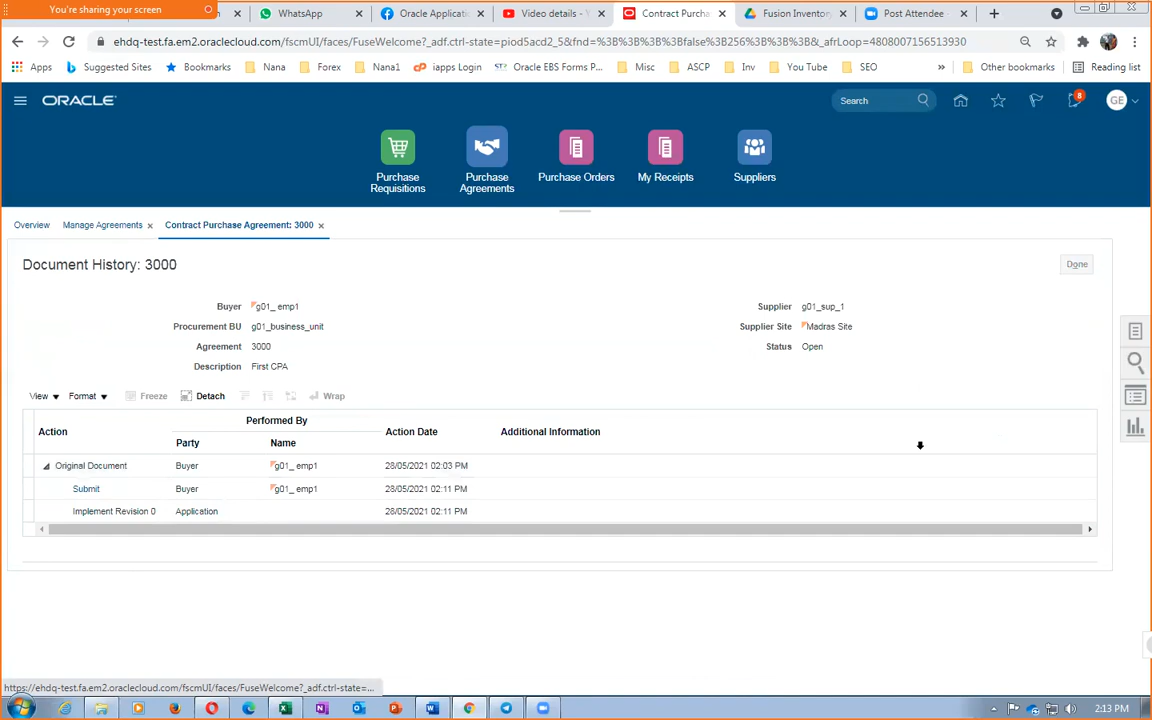 You're sharing your screen
WhatsApp
Oracle Applicatio
Video details - Y
Contract Purcha
Fusion Inventory
Post Attendee -
ehdq-test.fa.em2.oraclecloud.com/fscmUI/faces/FuseWelcome?_adf.ctrl-state=piod5acd2_5&fnd=%3B%3B%3B%3Bfalse%3B256%3B%3B%3B&_afrLoop=4808007156513930
Apps Suggested Sites Bookmarks Nana Forex Nana1 iapps Login Oracle EBS Forms P... Misc ASCP Inv You Tube SEO » Other bookmarks Reading list
ORACLE
Search
8
GE
Purchase
Requisitions
Purchase
Agreements
Purchase Orders
My Receipts
Suppliers
Overview Manage Agreements Contract Purchase Agreement: 3000
Document History: 3000
Done
Buyer g01_ emp1
Supplier g01_sup_1
Procurement BU g01_business_unit
Supplier Site Madras Site
Agreement 3000
Status Open
Description First CPA
View Format Freeze Detach Wrap
Performed By
Action Action Date Additional Information
Party Name
Original Document Buyer g01_ emp1 28/05/2021 02:03 PM
Submit Buyer g01_ emp1 28/05/2021 02:11 PM
Implement Revision 0 Application 28/05/2021 02:11 PM
https://ehdq-test.fa.em2.oraclecloud.com/fscmUI/faces/FuseWelcome?_adf.ctrl-state=...
2:13 PM